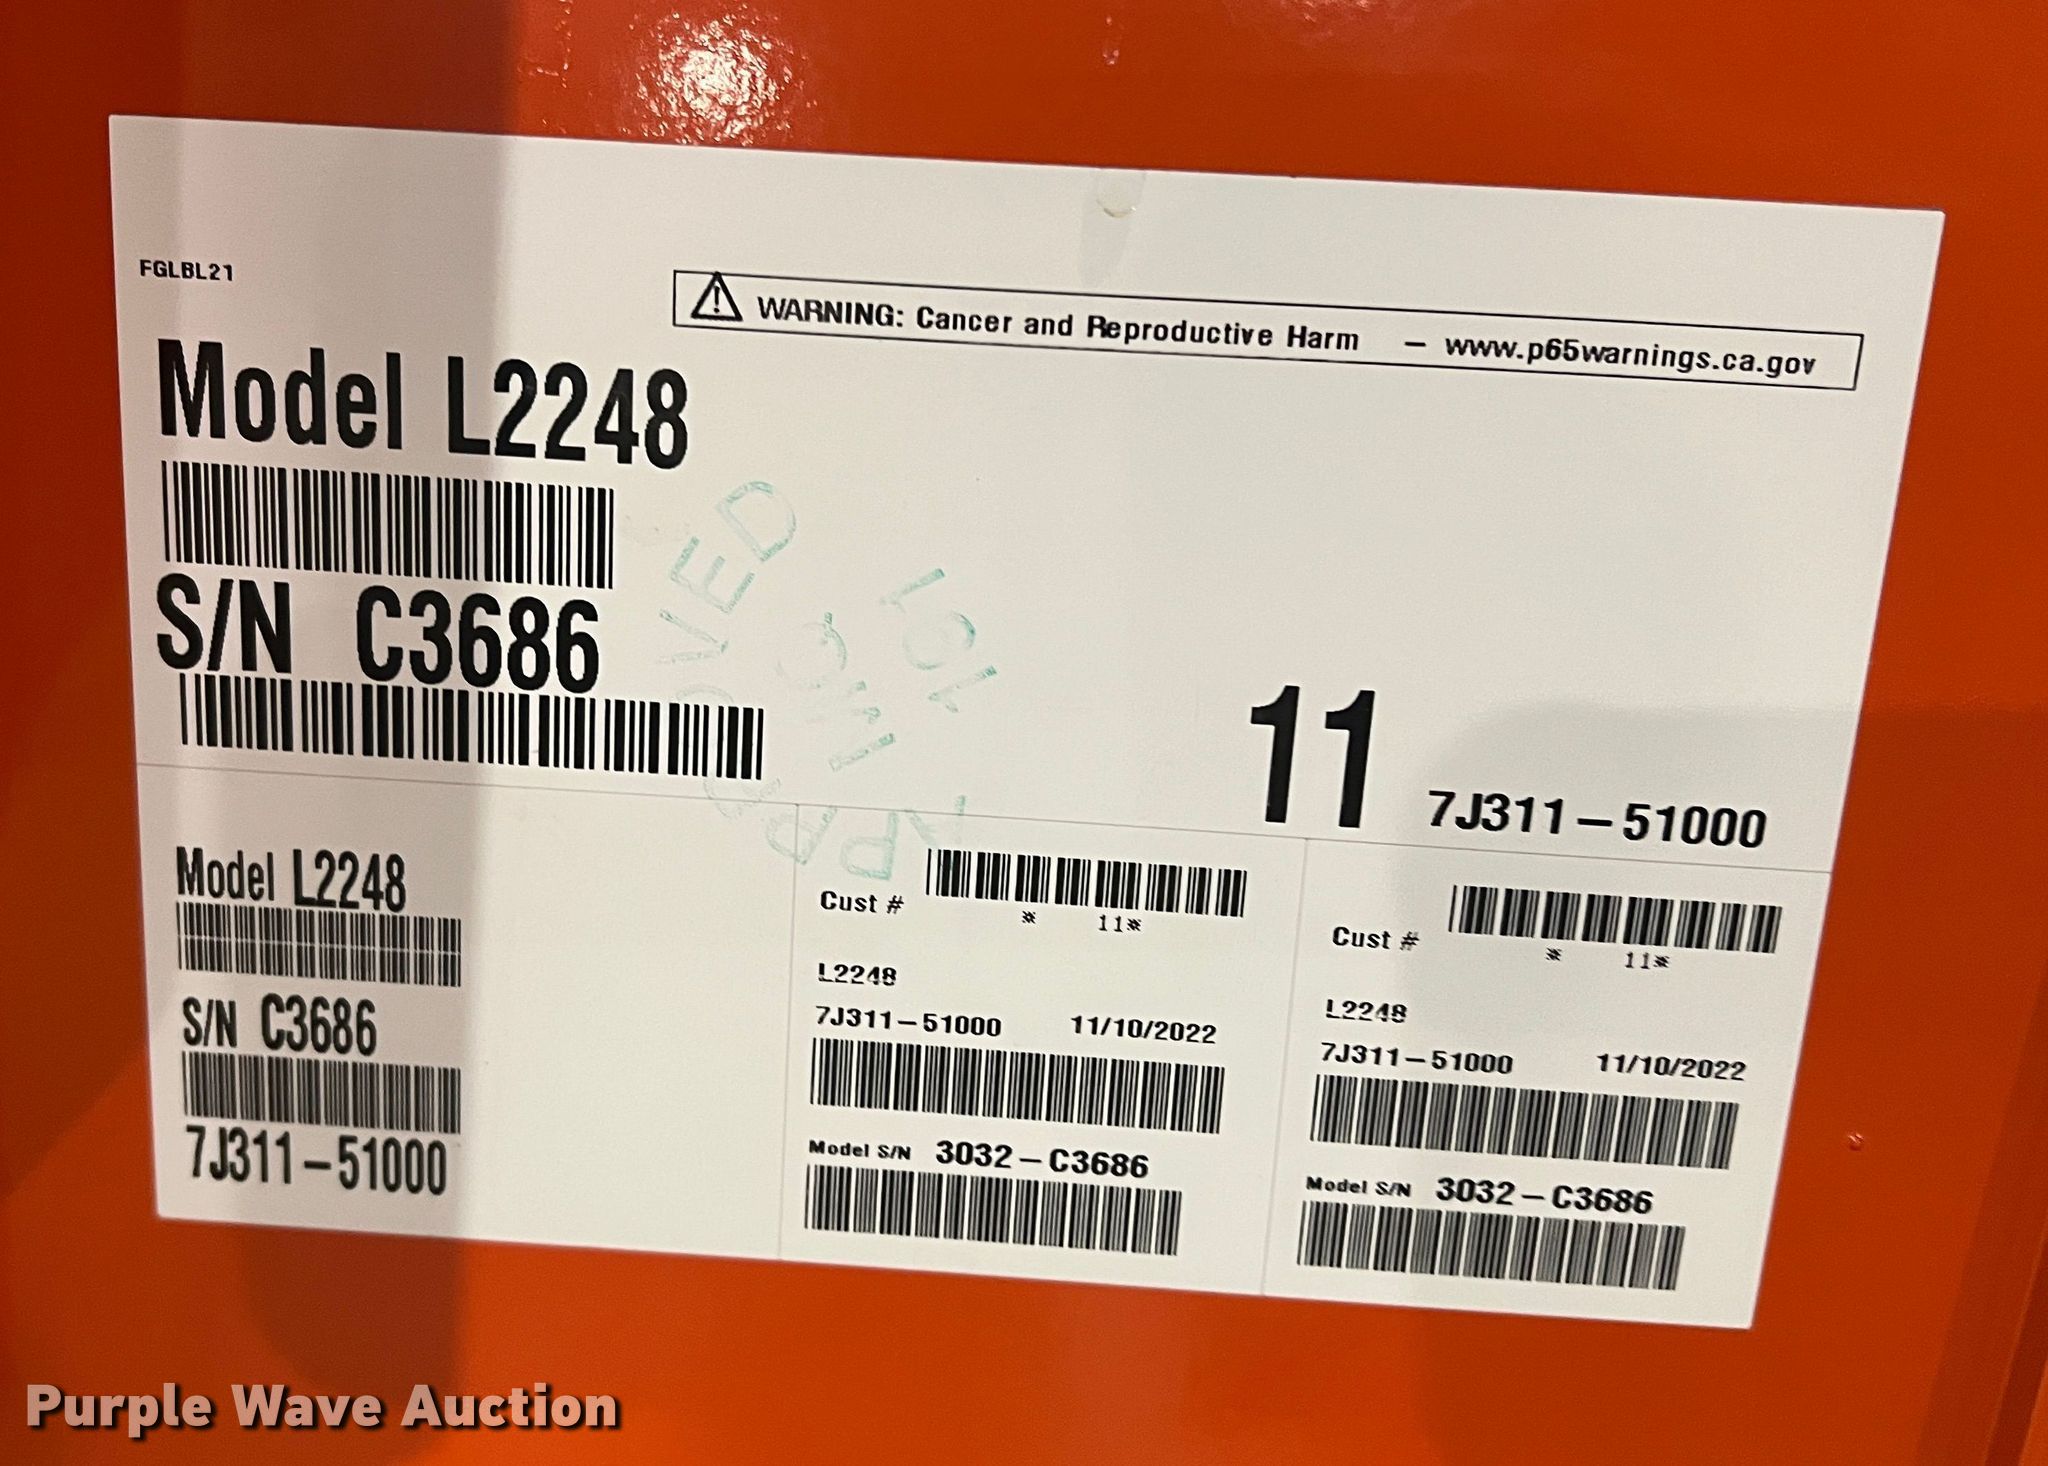 FGLBL21
WARNING: Cancer and Reproductive Harm – www.p65warnings.ca.gov
Model L2248
S/N C3686
11 7J311-51000
Model L2248
S/N C3686
7J311-51000
Cust #
* 11*
L2248
7J311-51000 11/10/2022
Model S/N 3032-C3686
Cust #
* 11*
L2248
7J311-51000 11/10/2022
Model S/N 3032-C3686
Purple Wave Auction